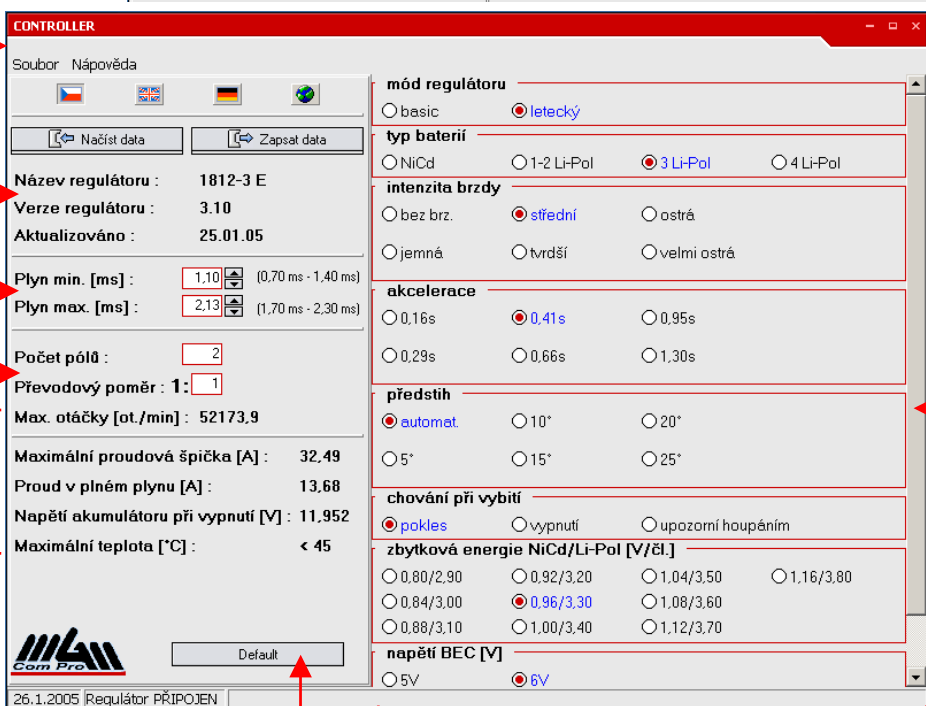 CONTROLLER
Soubor Nápověda
Načíst data Zapsat data
Název regulátoru : 1812-3 E
Verze regulátoru : 3.10
Aktualizováno : 25.01.05
Plyn min. [ms] : 1,10 (0,70 ms - 1,40 ms)
Plyn max. [ms] : 2,13 (1,70 ms - 2,30 ms)
Počet pólů : 2
Převodový poměr : 1: 1
Max. otáčky [ot./min] : 52173,9
Maximální proudová špička [A] : 32,49
Proud v plném plynu [A] : 13,68
Napětí akumulátoru při vypnutí [V] : 11,952
Maximální teplota [°C] : < 45
mgm
Com Pro
Default
26.1.2005 Regulátor PŘIPOJEN
mód regulátoru
basic letecký
typ baterií
NiCd 1-2 Li-Pol 3 Li-Pol 4 Li-Pol
intenzita brzdy
bez brz. střední ostrá
jemná tvrdší velmi ostrá
akcelerace
0,16s 0,41s 0,95s
0,29s 0,66s 1,30s
předstih
automat. 10° 20°
5° 15° 25°
chování při vybití
pokles vypnutí upozorní houpáním
zbytková energie NiCd/Li-Pol [V/čl.]
0,80/2,90 0,92/3,20 1,04/3,50 1,16/3,80
0,84/3,00 0,96/3,30 1,08/3,60
0,88/3,10 1,00/3,40 1,12/3,70
napětí BEC [V]
5V 6V